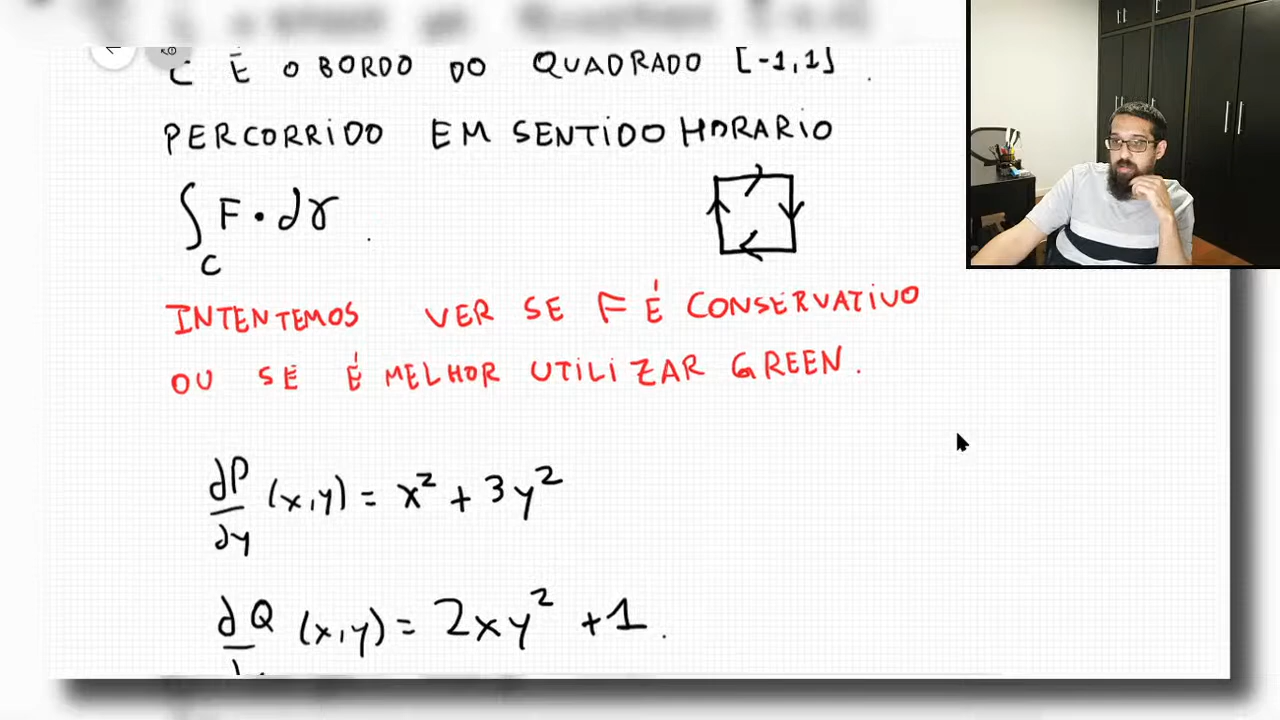 C É O BORDO DO QUADRADO [-1,1] .
PERCORRIDO EM SENTIDO HORARIO
∫ F · dγ .
C
INTENTEMOS VER SE F É CONSERVATIVO
OU SE É MELHOR UTILIZAR GREEN.
∂P/∂y (x,y) = x² + 3y²
∂Q (x,y) = 2xy² + 1 .